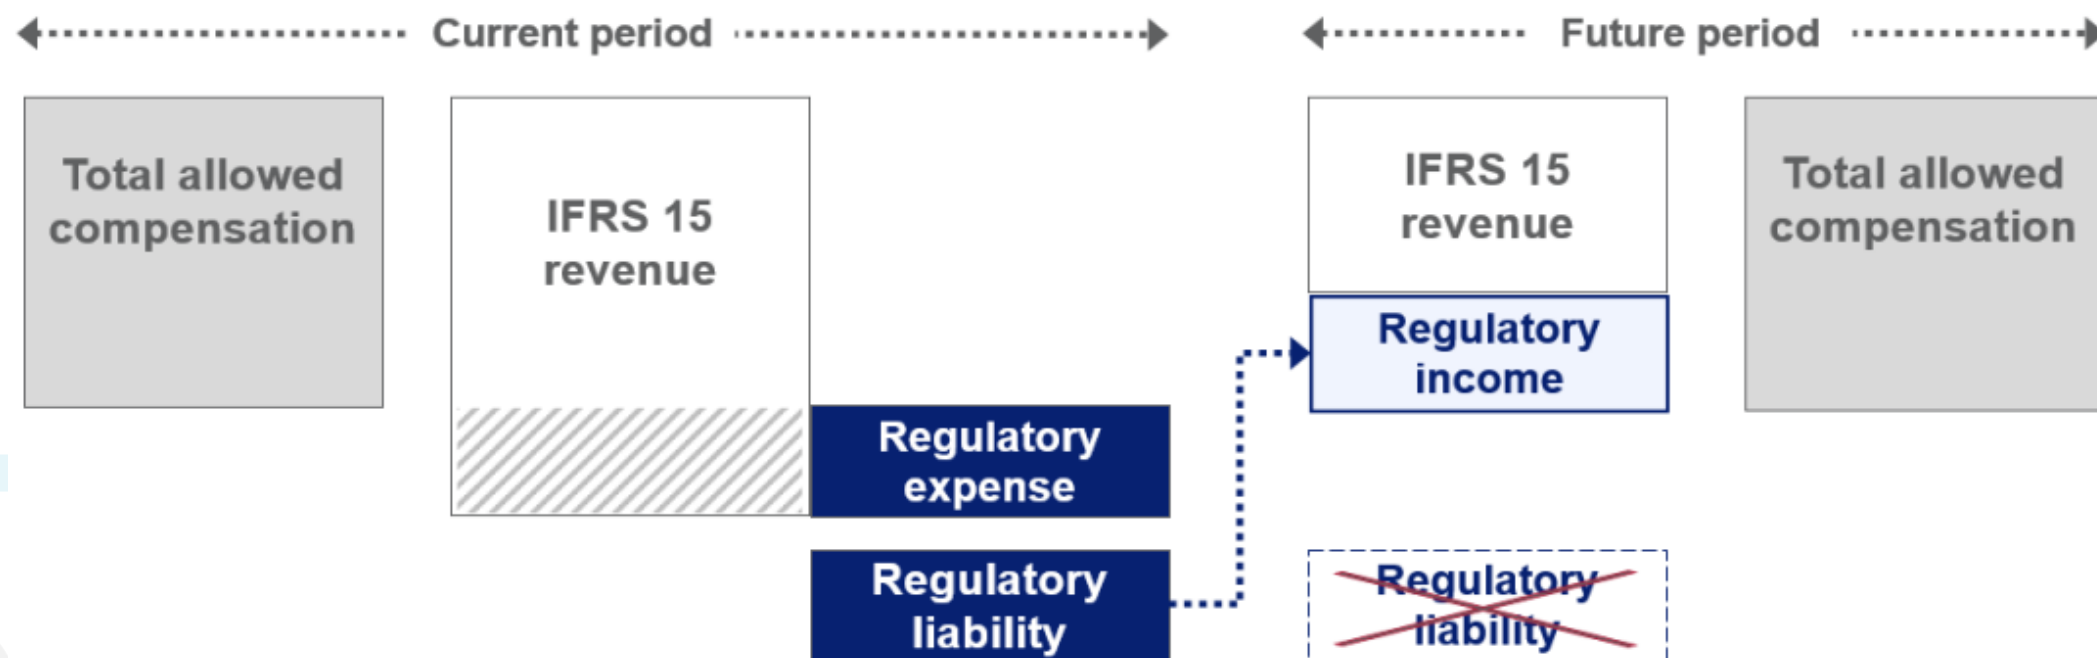 Current period
Future period
Total allowed
compensation
IFRS 15
revenue
Regulatory
expense
Regulatory
liability
IFRS 15
revenue
Regulatory
income
Regulatory
liability
Total allowed
compensation